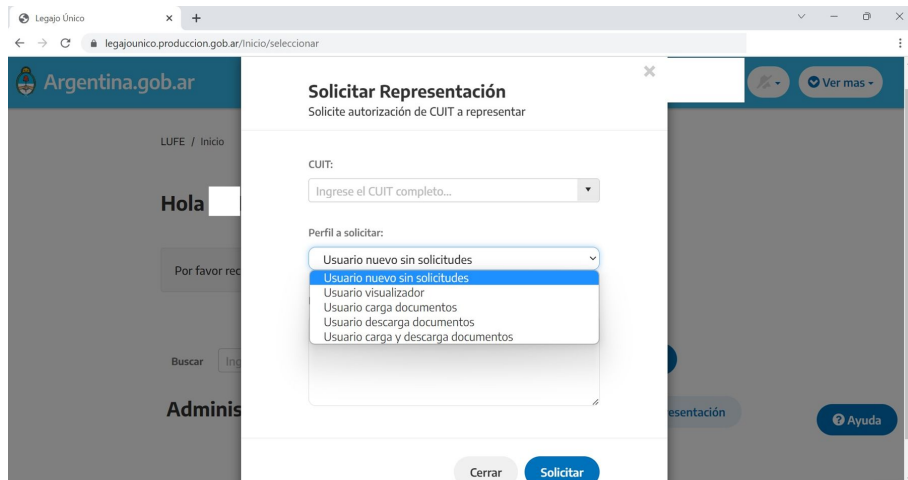 Legajo Único
legajounico.produccion.gob.ar/Inicio/seleccionar
Argentina.gob.ar
Ver mas
LUFE / Inicio
Hola
Por favor rec
Buscar Ing
Adminis
esentación
Ayuda
Solicitar Representación
Solicite autorización de CUIT a representar
CUIT:
Ingrese el CUIT completo...
Perfil a solicitar:
Usuario nuevo sin solicitudes
Usuario nuevo sin solicitudes
Usuario visualizador
Usuario carga documentos
Usuario descarga documentos
Usuario carga y descarga documentos
Cerrar Solicitar